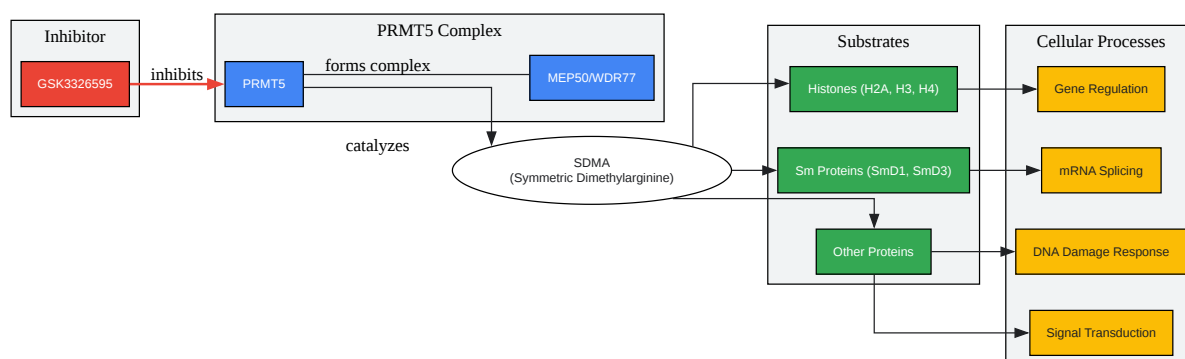 Inhibitor
GSK3326595
inhibits
PRMT5 Complex
PRMT5
forms complex
MEP50/WDR77
catalyzes
SDMA
(Symmetric Dimethylarginine)
Substrates
Histones (H2A, H3, H4)
Sm Proteins (SmD1, SmD3)
Other Proteins
Cellular Processes
Gene Regulation
mRNA Splicing
DNA Damage Response
Signal Transduction